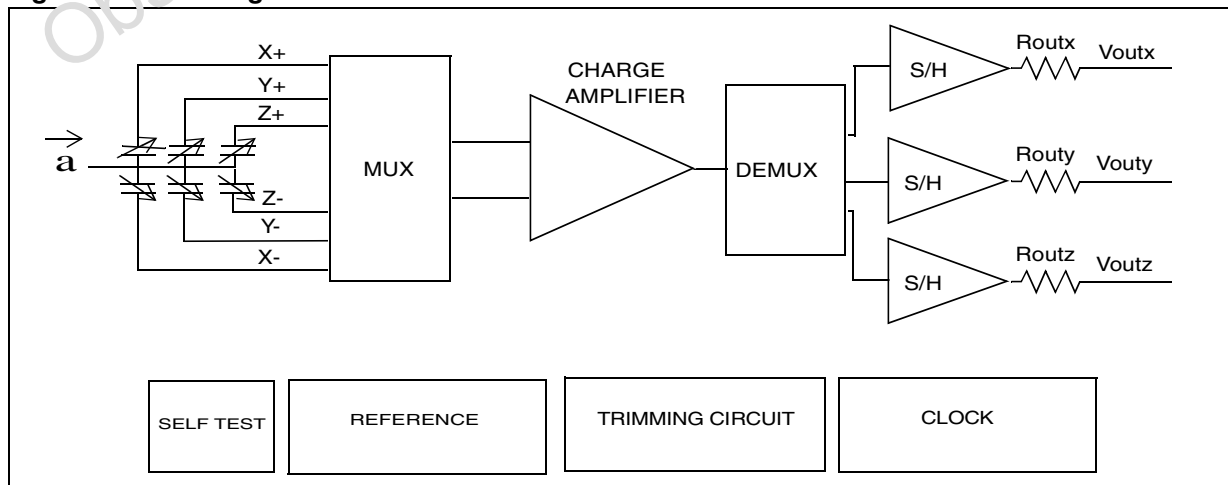 X+
Y+
Z+
a
Z-
Y-
X-
MUX
CHARGE
AMPLIFIER
DEMUX
S/H
Routx
Voutx
S/H
Routy
Vouty
S/H
Routz
Voutz
SELF TEST
REFERENCE
TRIMMING CIRCUIT
CLOCK